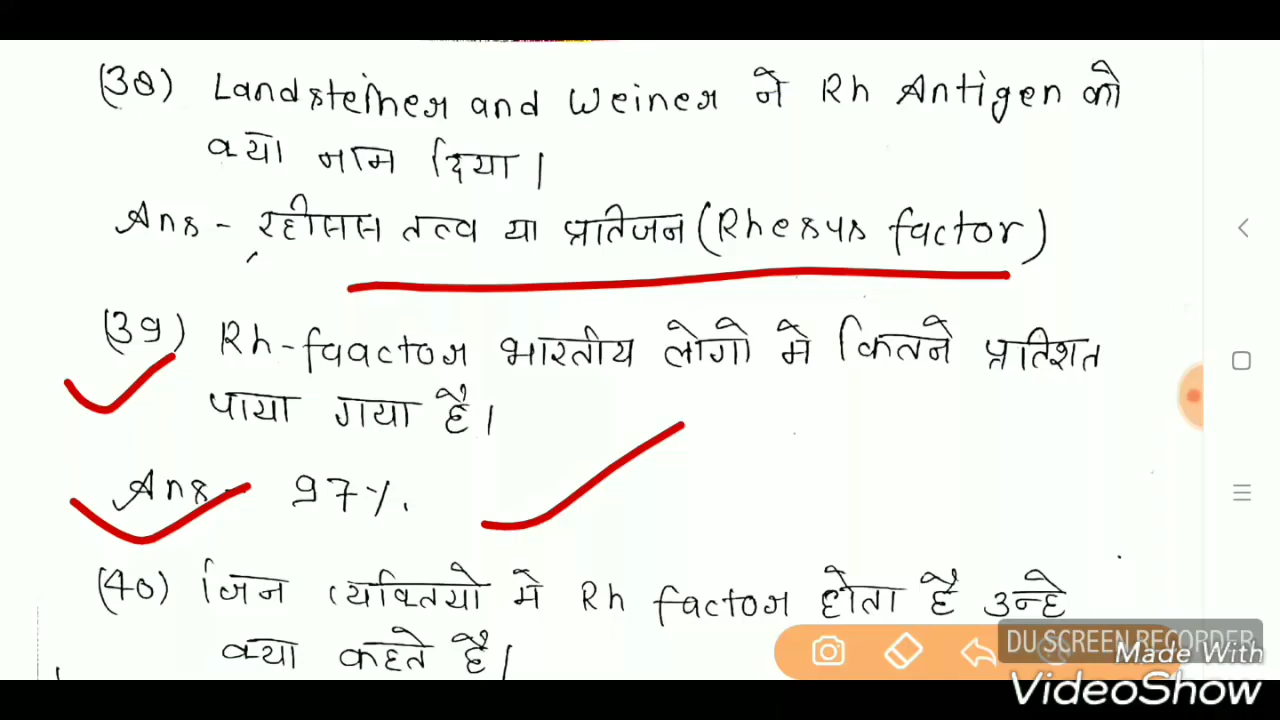 (38) Landsteiner and Weiner ने Rh Antigen को
क्या नाम दिया।
Ans - रहीसस तत्व या प्रतिजन (Rhesus factor)
(39) Rh-faactor भारतीय लोगो मे कितने प्रतिशत
पाया गया है।
Ans - 97%.
(40) जिन व्यक्तियो मे Rh factor होता है उन्हे
क्या कहते है।
DU SCREEN RECORDER
Made With
VideoShow